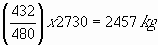 (432/480) x2730 = 2457 kg